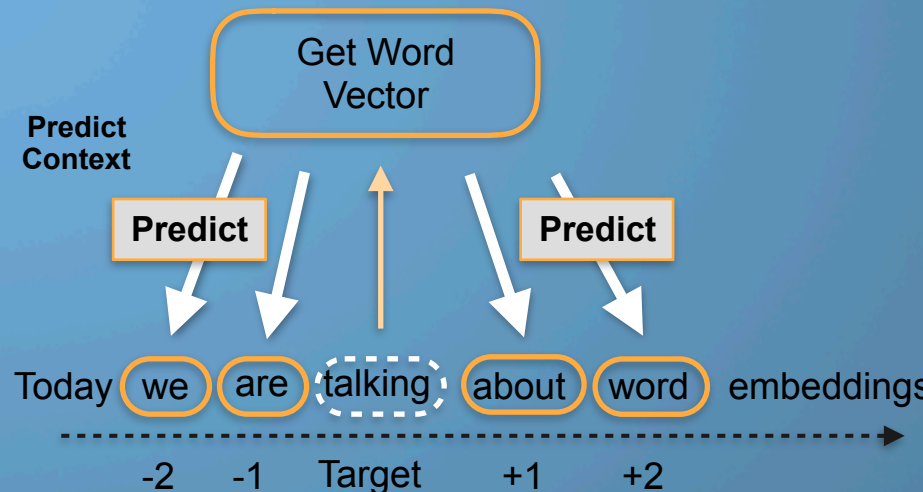 Get Word
Vector
Predict
Context
Predict
Predict
Today we are talking about word embeddings
-2 -1 Target +1 +2